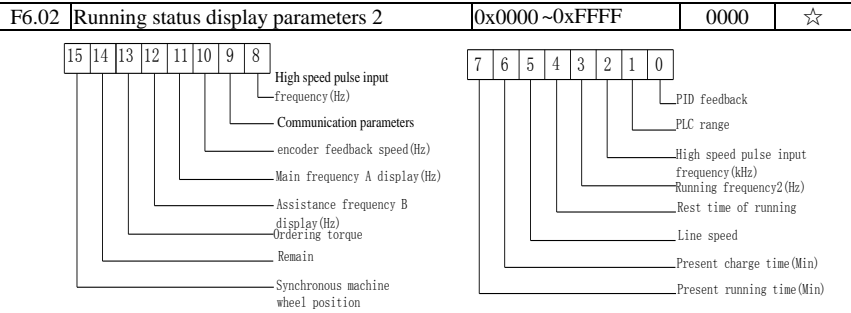 F6.02 Running status display parameters 2 0x0000~0xFFFF 0000 ☆
15 14 13 12 11 10 9 8
High speed pulse input
frequency(Hz)
Communication parameters
encoder feedback speed(Hz)
Main frequency A display(Hz)
Assistance frequency B
display(Hz)
Ordering torque
Remain
Synchronous machine
wheel position
7 6 5 4 3 2 1 0
PID feedback
PLC range
High speed pulse input
frequency(kHz)
Running frequency2(Hz)
Rest time of running
Line speed
Present charge time(Min)
Present running time(Min)